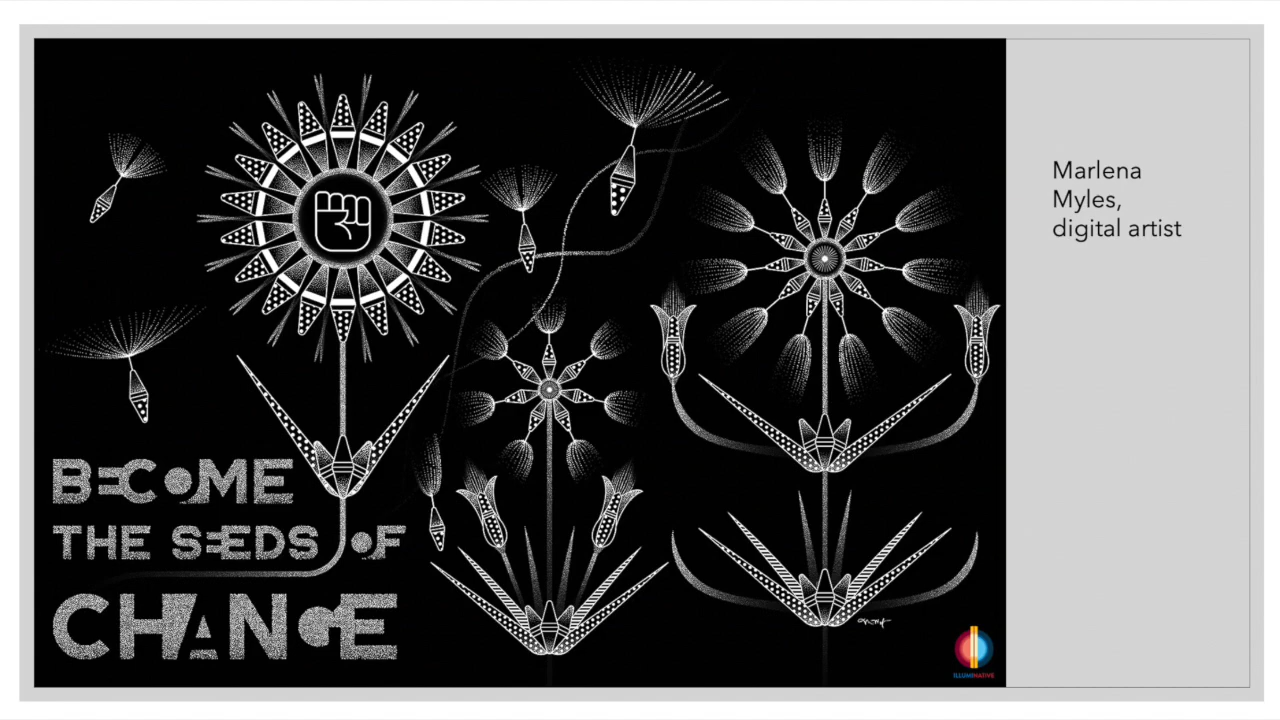 BECOME
THE SEEDS OF
CHANGE
ILLUMINATIVE
Marlena
Myles,
digital artist